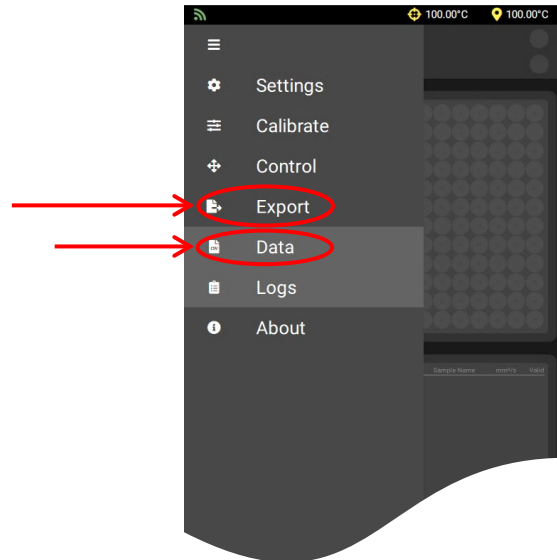 100.00°C 100.00°C
Settings
Calibrate
Control
Export
Data
Logs
About
Sample Name mm²/s Valid